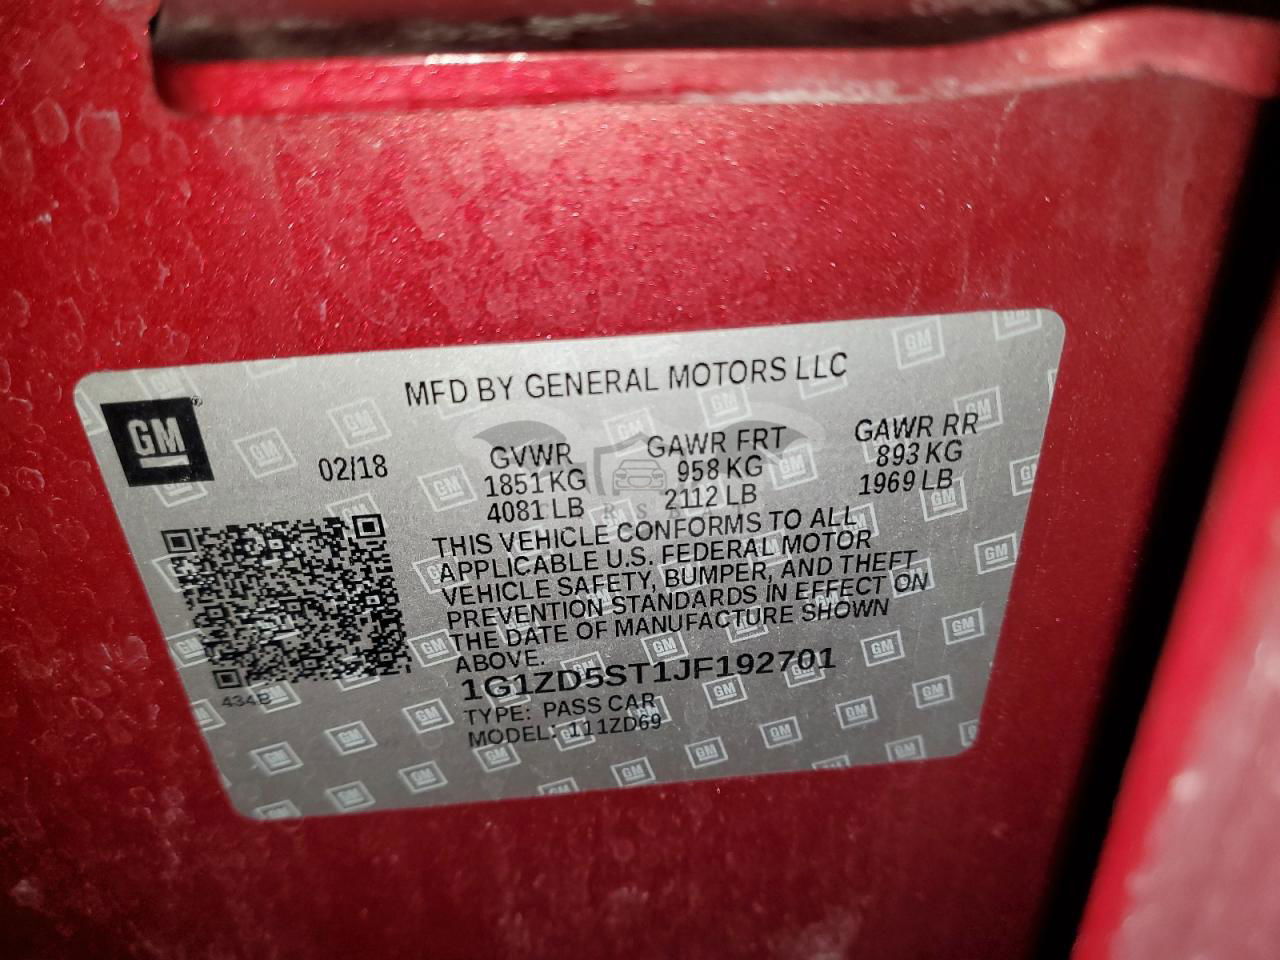 MFD BY GENERAL MOTORS LLC
GM
02/18
GVWR
1851 KG
4081 LB
GAWR FRT
958 KG
2112 LB
GAWR RR
893 KG
1969 LB
THIS VEHICLE CONFORMS TO ALL
APPLICABLE U.S. FEDERAL MOTOR
VEHICLE SAFETY, BUMPER, AND THEFT
PREVENTION STANDARDS IN EFFECT ON
THE DATE OF MANUFACTURE SHOWN
ABOVE.
1G1ZD5ST1JF192701
TYPE: PASS CAR
MODEL: 111ZD69
434B